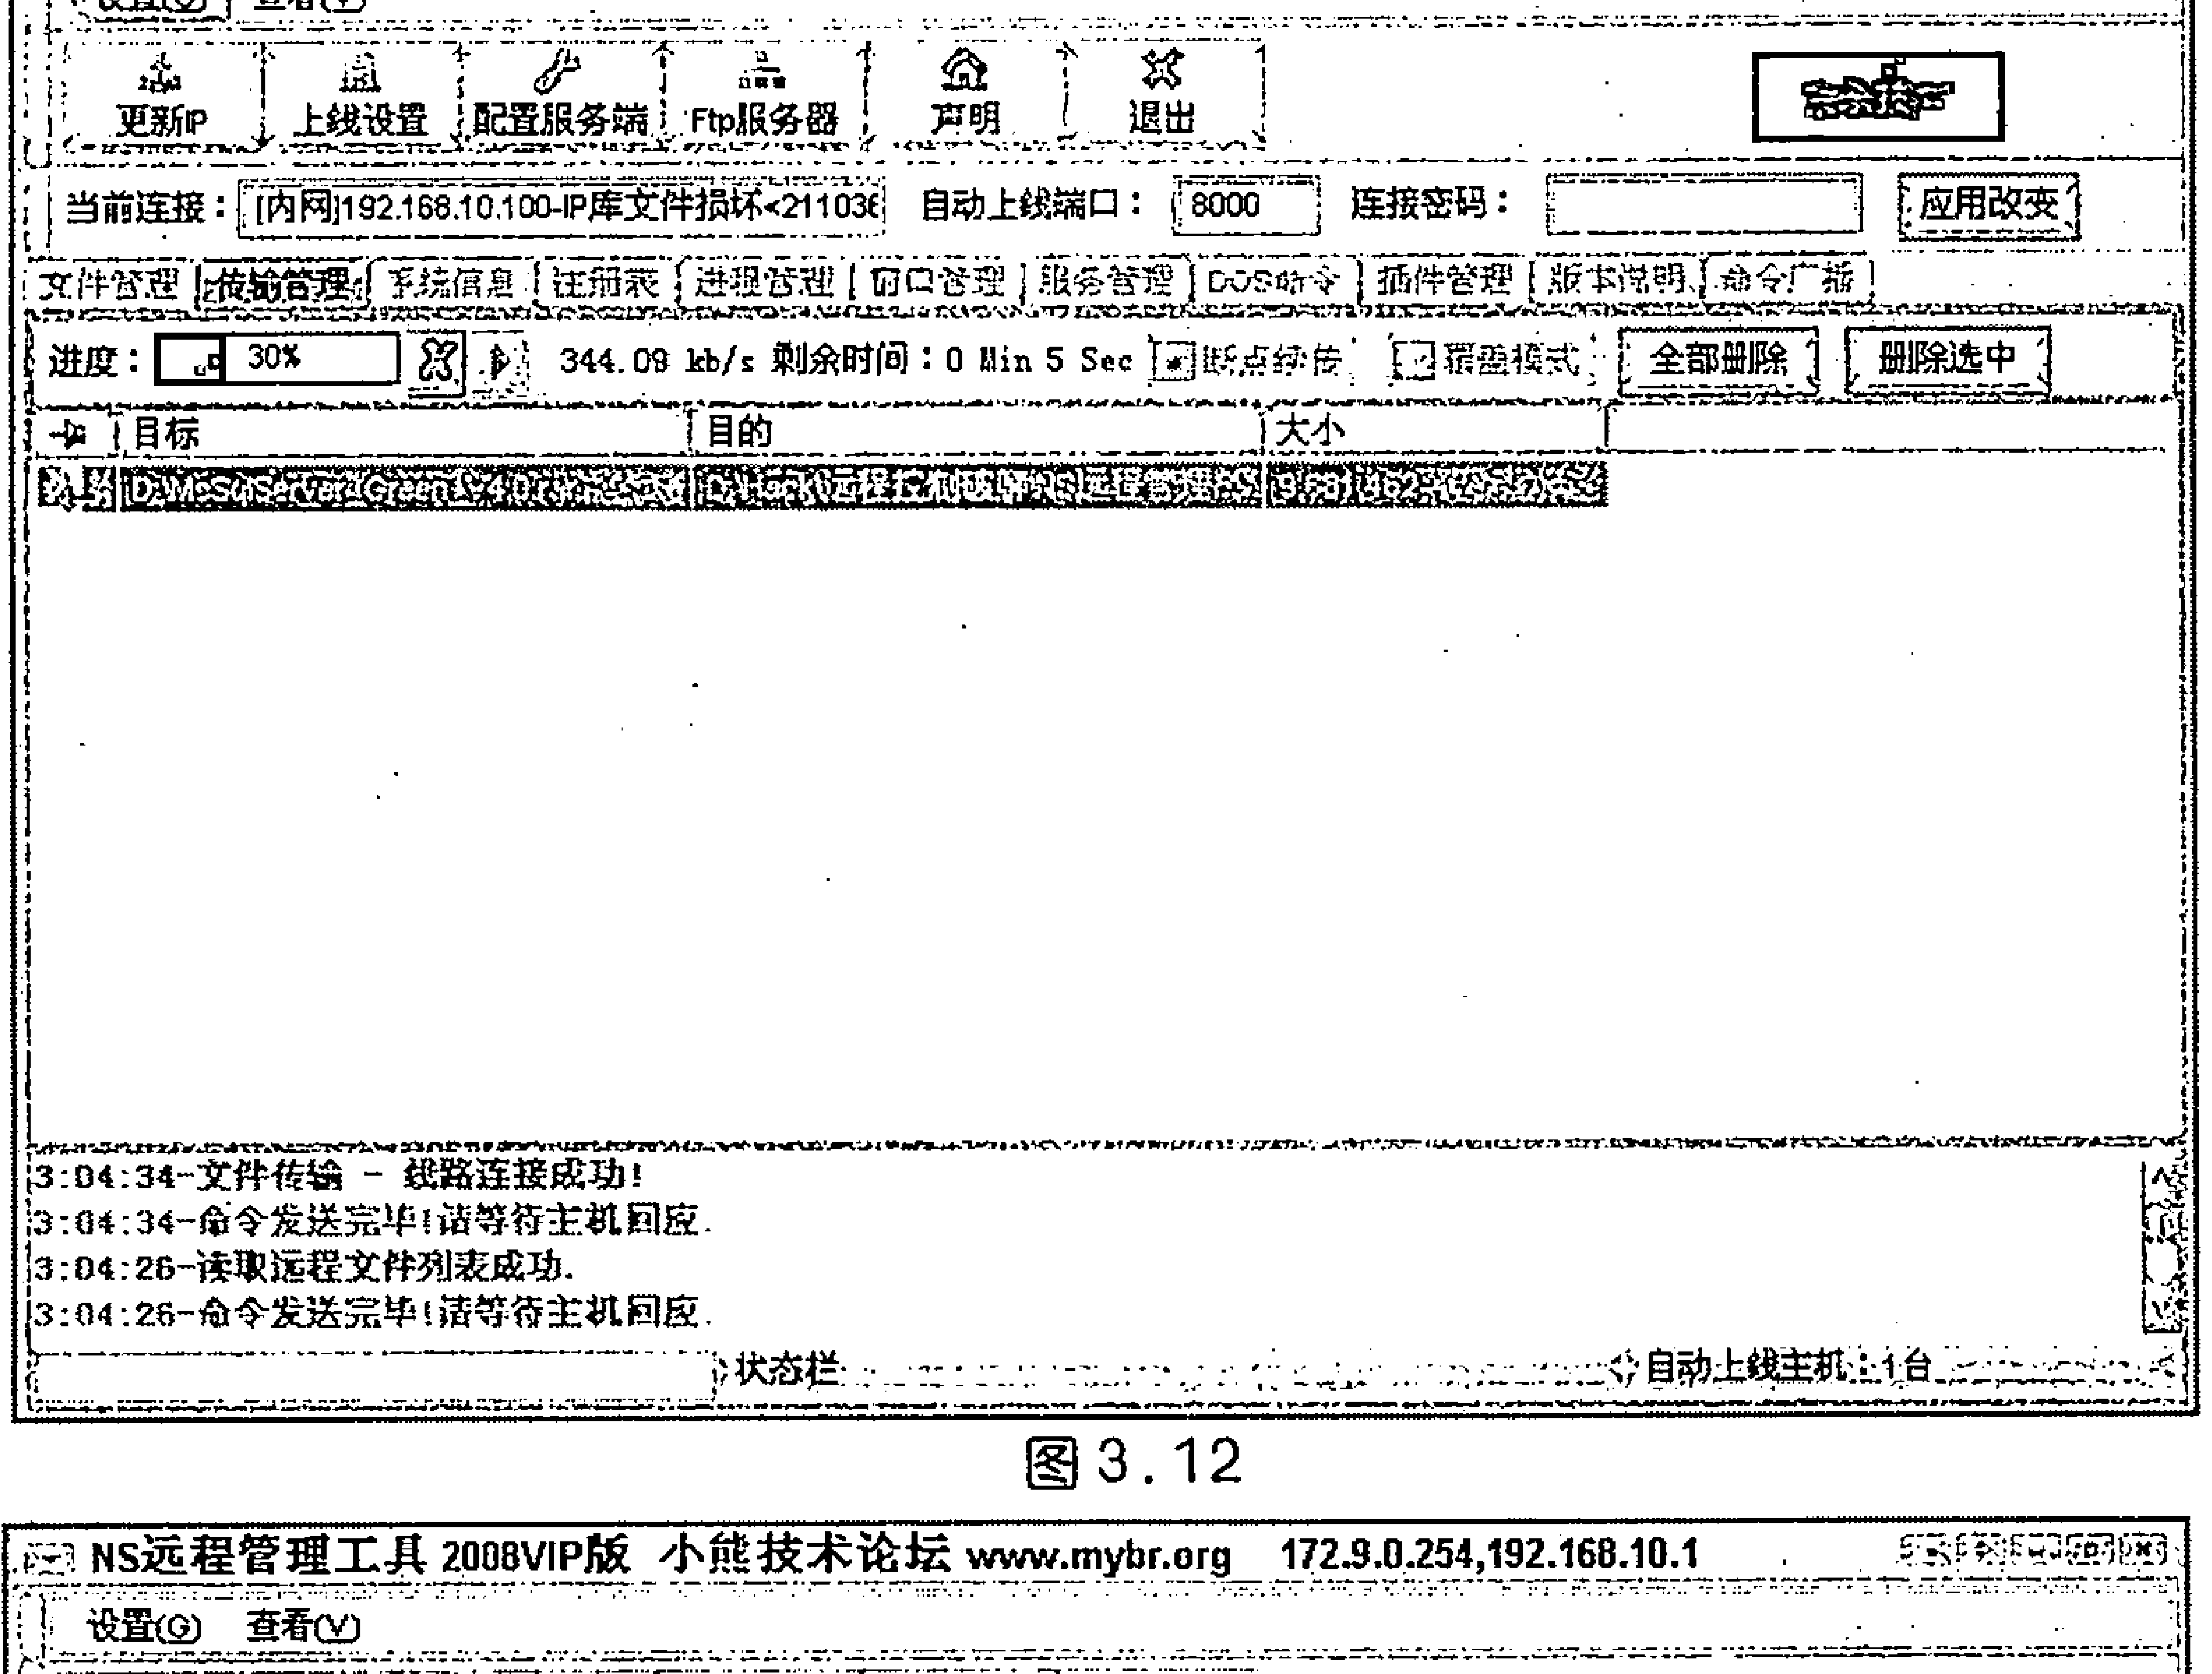 设置(G) 查看(V)
更新IP 上线设置 配置服务端 Ftp服务器 声明 退出
当前连接： [内网]192.168.10.100-IP库文件损坏<211036 自动上线端口： 8000 连接密码： 应用改变
文件管理 传输管理 系统信息 注册表 进程管理 窗口管理 服务管理 DOS命令 插件管理 版本说明 命令广播
进度： 30% 344.09 kb/s 剩余时间：0 Min 5 Sec 断点续传 覆盖模式 全部删除 删除选中
目标 目的 大小
3:04:34-文件传输 - 线路连接成功!
3:04:34-命令发送完毕!请等待主机回应.
3:04:26-读取远程文件列表成功.
3:04:26-命令发送完毕!请等待主机回应.
状态栏 自动上线主机：1台
图3.12
NS远程管理工具 2008VIP版 小熊技术论坛 www.mybr.org 172.9.0.254,192.168.10.1
设置(G) 查看(V)